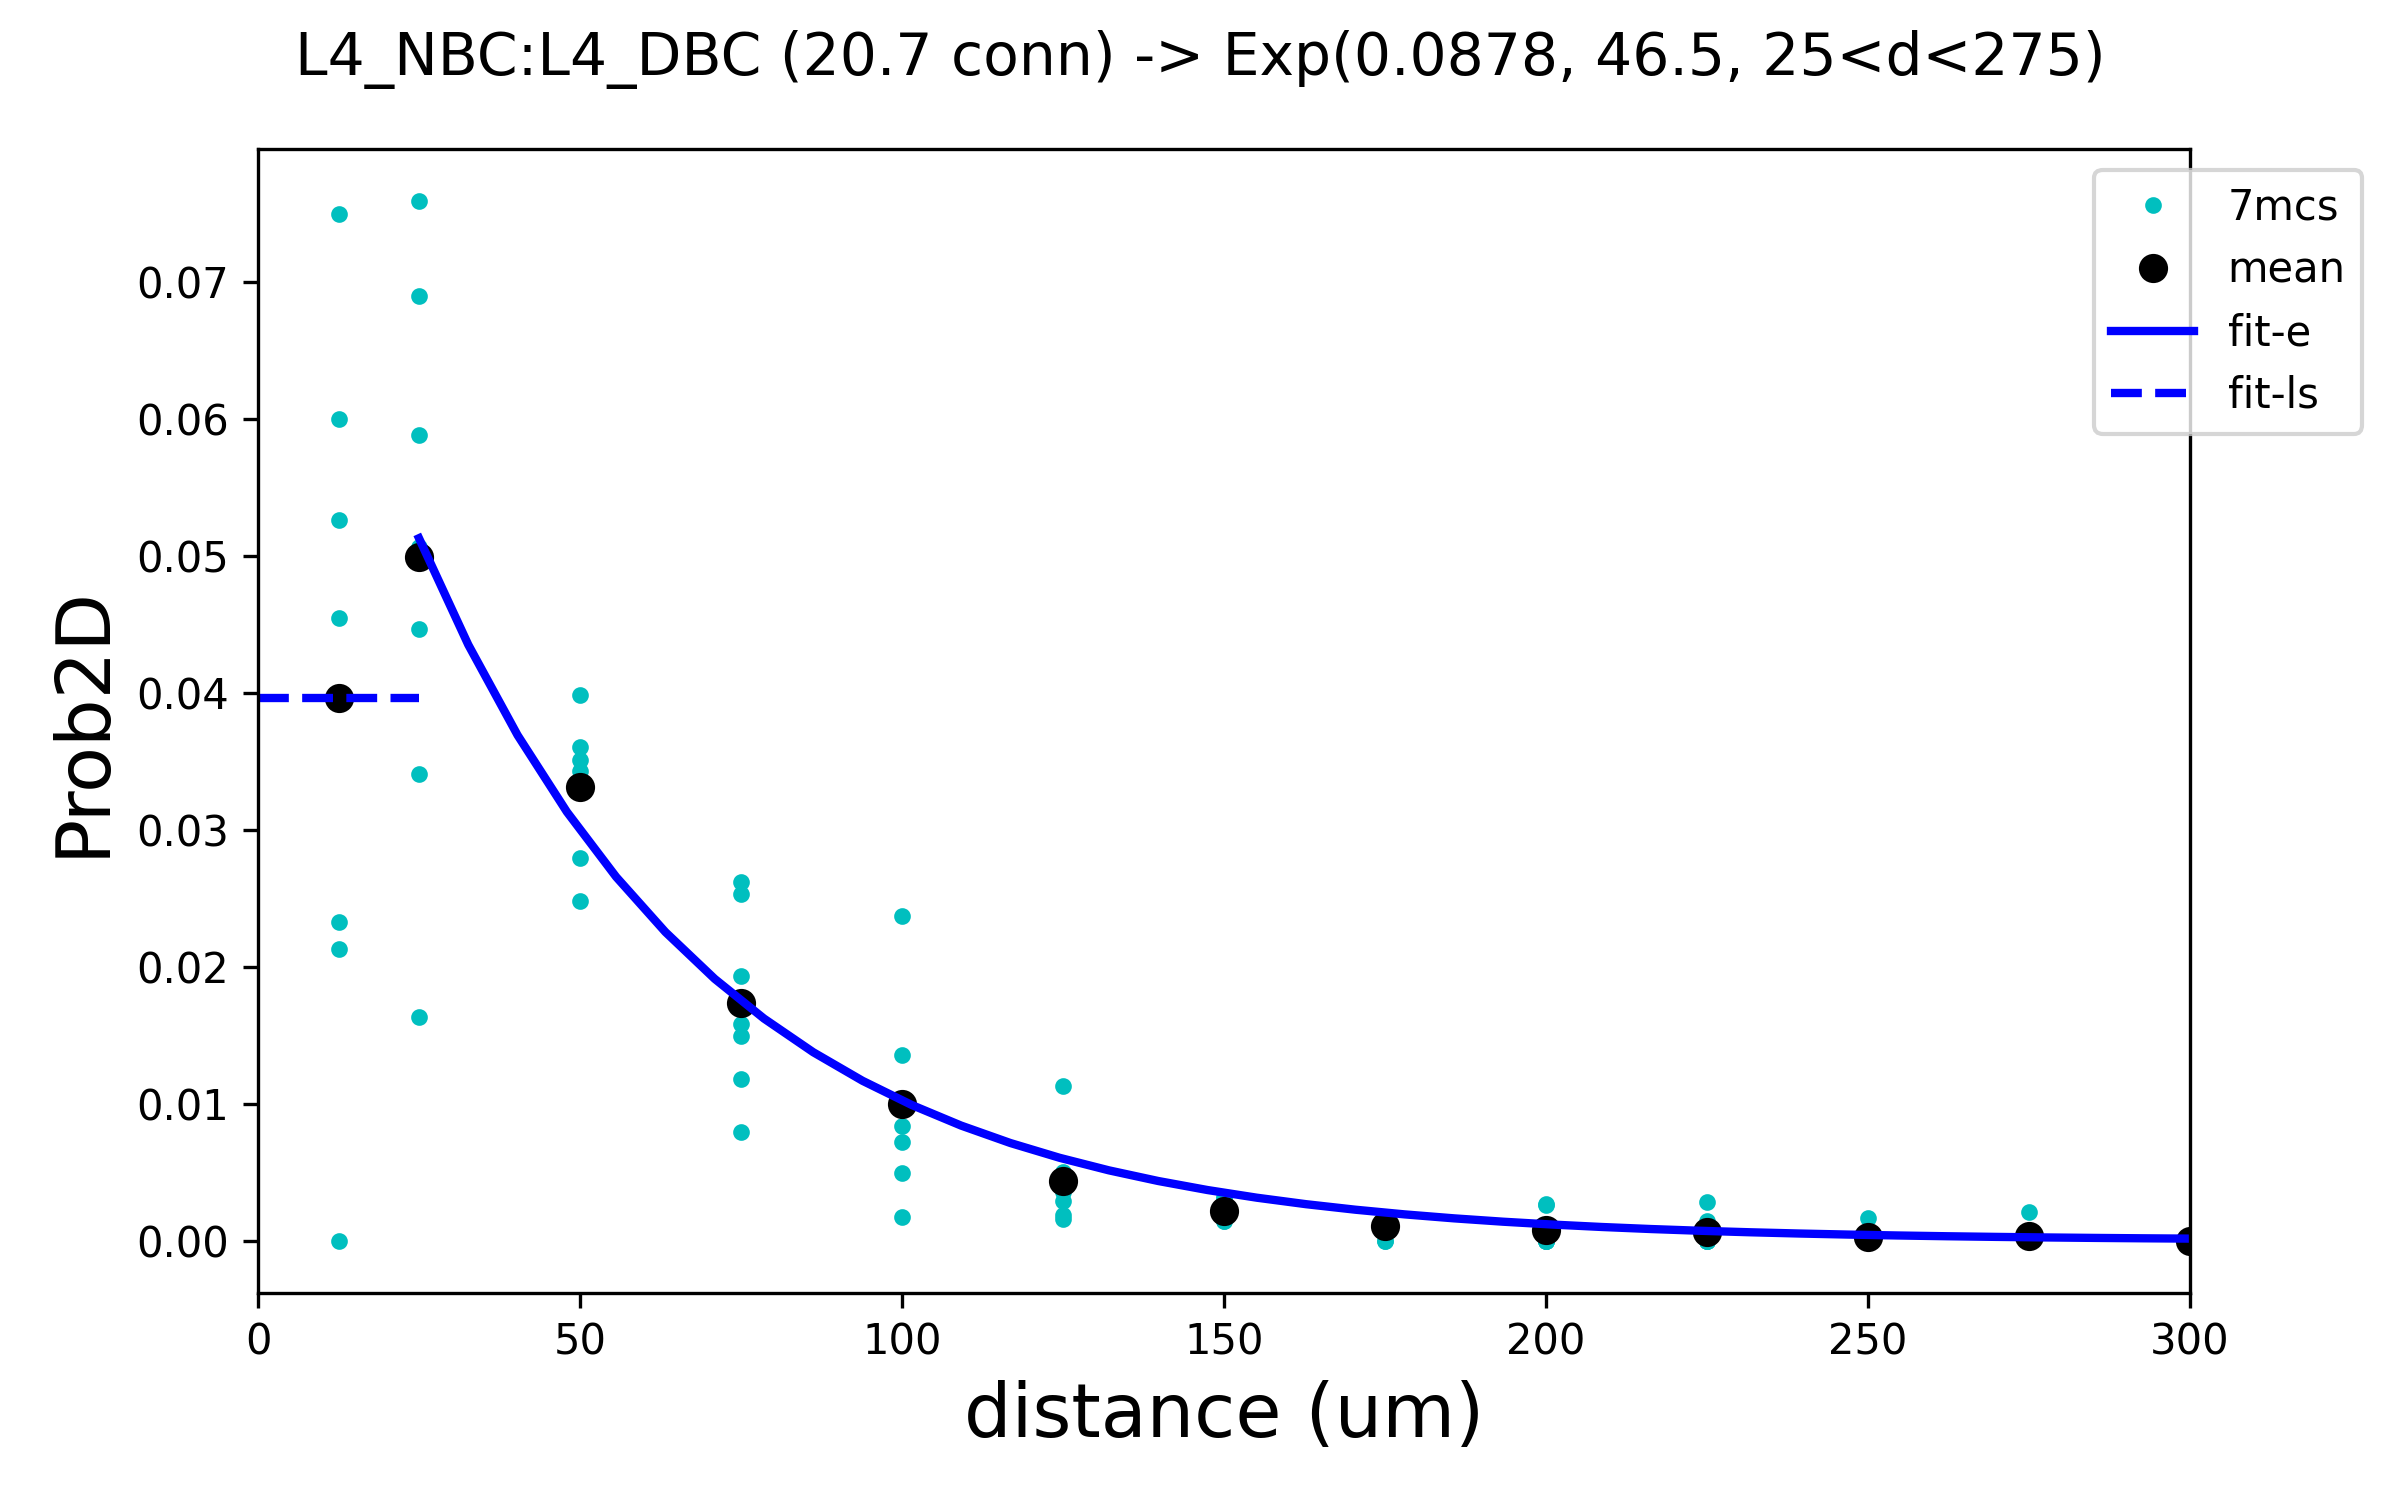 L4_NBC:L4_DBC (20.7 conn) -> Exp(0.0878, 46.5, 25<d<275)
7mcs
mean
fit-e
fit-ls
Prob2D
0.07
0.06
0.05
0.04
0.03
0.02
0.01
0.00
0 50 100 150 200 250 300
distance (um)